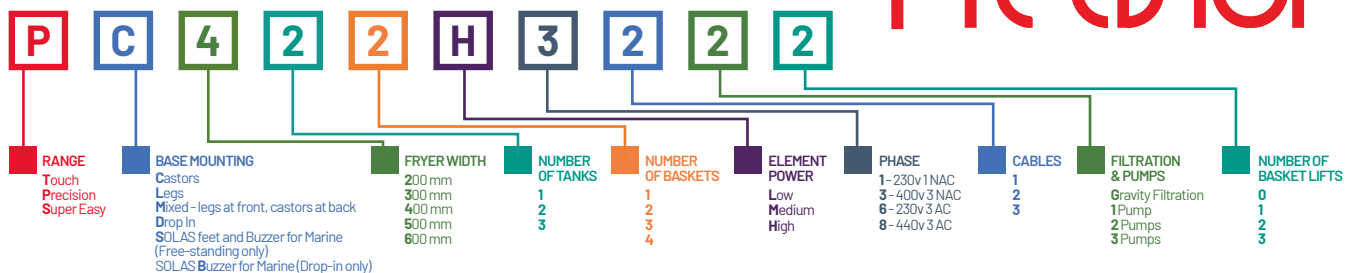 P C 4 2 2 H 3 2 2 2
RANGE
Touch
Precision
Super Easy
BASE MOUNTING
Castors
Legs
Mixed - legs at front, castors at back
Drop In
SOLAS feet and Buzzer for Marine
(Free-standing only)
SOLAS Buzzer for Marine (Drop-in only)
FRYER WIDTH
200 mm
300 mm
400 mm
500 mm
600 mm
NUMBER
OF TANKS
1
2
3
NUMBER
OF BASKETS
1
2
3
4
ELEMENT
POWER
Low
Medium
High
PHASE
1 - 230v 1 NAC
3 - 400v 3 NAC
6 - 230v 3 AC
8 - 440v 3 AC
CABLES
1
2
3
FILTRATION
& PUMPS
Gravity Filtration
1 Pump
2 Pumps
3 Pumps
NUMBER OF
BASKET LIFTS
0
1
2
3